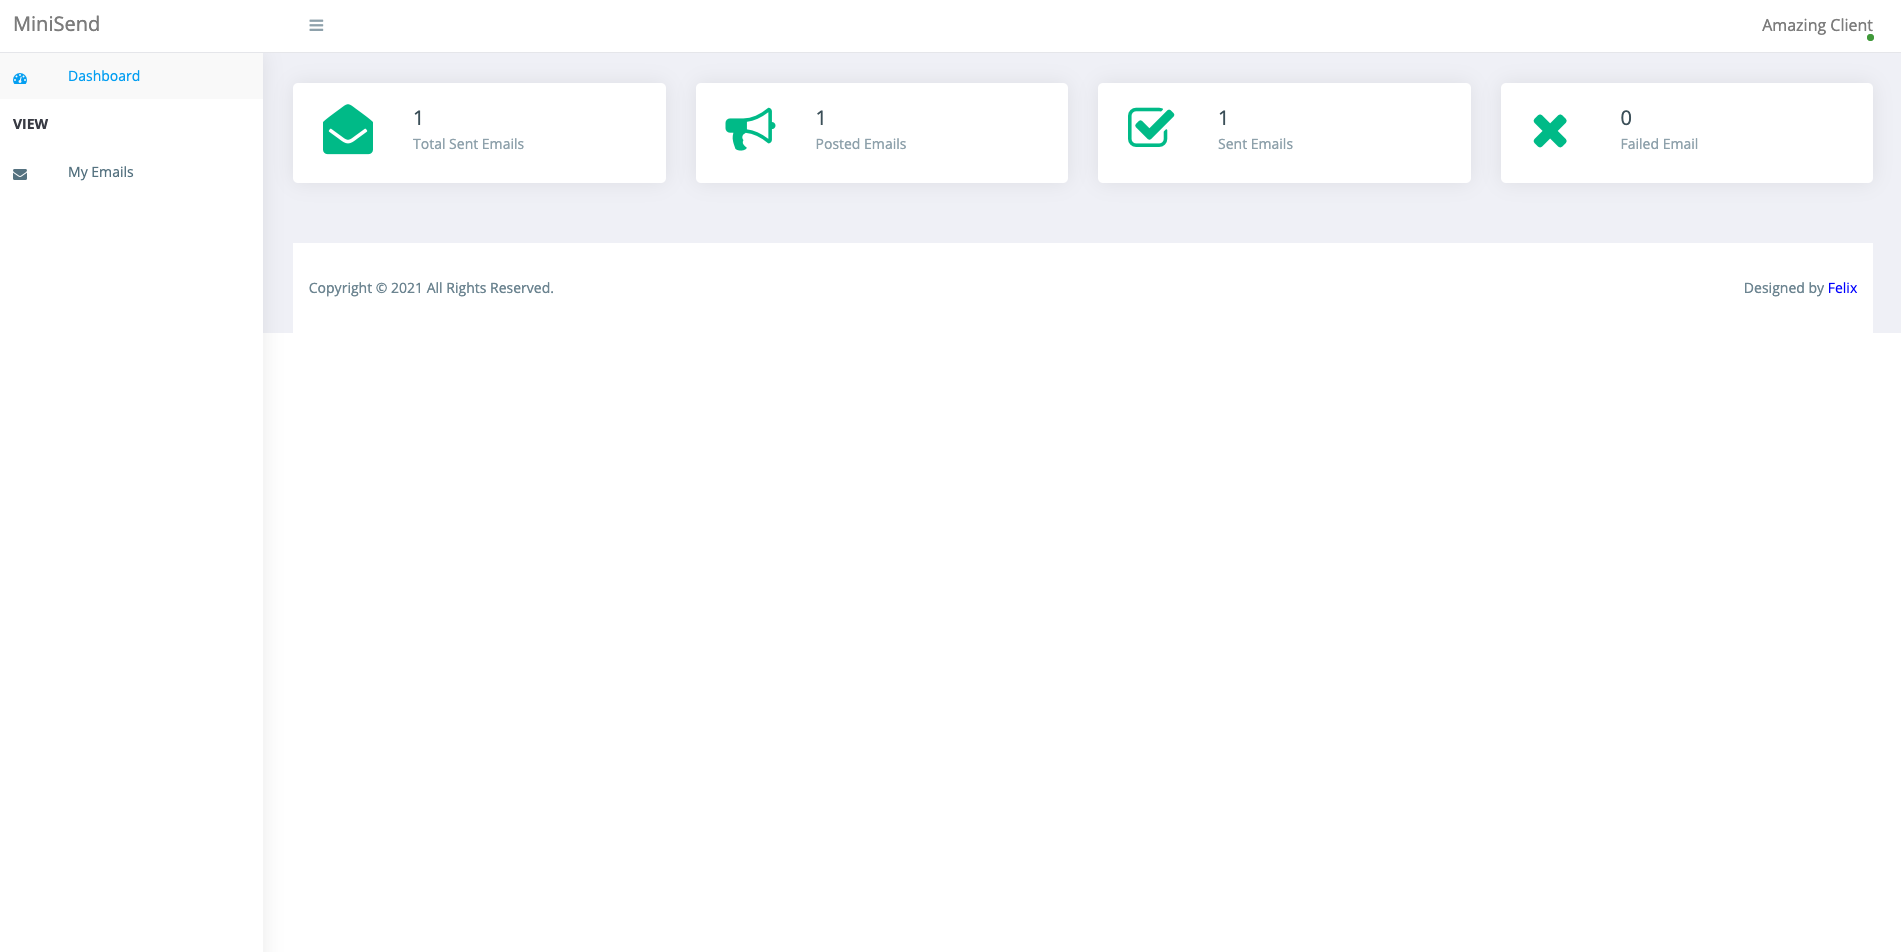 MiniSend
Amazing Client
Dashboard
VIEW
My Emails
1
Total Sent Emails
1
Posted Emails
1
Sent Emails
0
Failed Email
Copyright © 2021 All Rights Reserved.
Designed by Felix